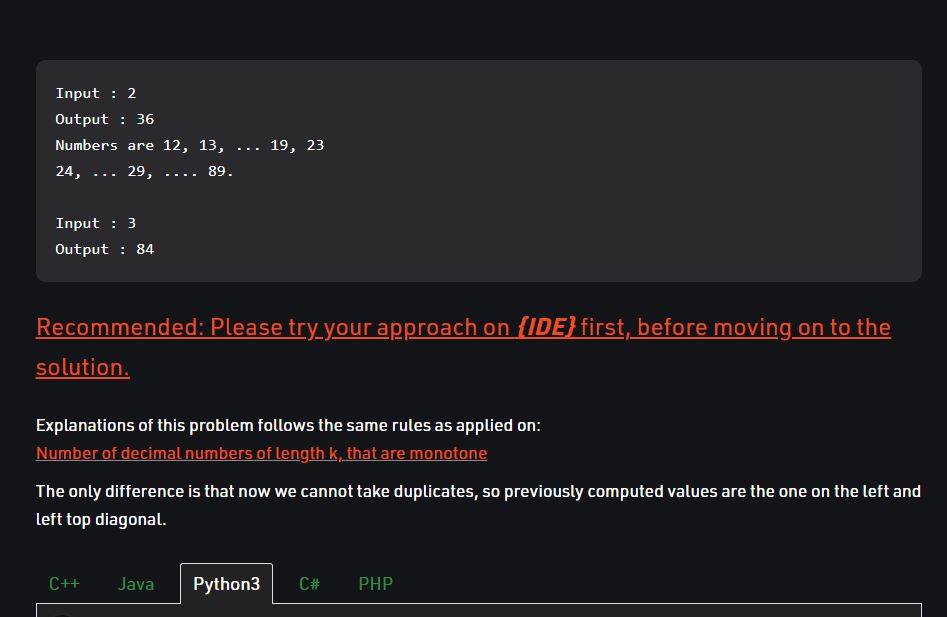 Input : 2
Output : 36
Numbers are 12, 13, ... 19, 23
24, ... 29, .... 89.
Input : 3
Output : 84
Recommended: Please try your approach on {IDE} first, before moving on to the
solution.
Explanations of this problem follows the same rules as applied on:
Number of decimal numbers of length k, that are monotone
The only difference is that now we cannot take duplicates, so previously computed values are the one on the left and
left top diagonal.
C++ Java Python3 C# PHP